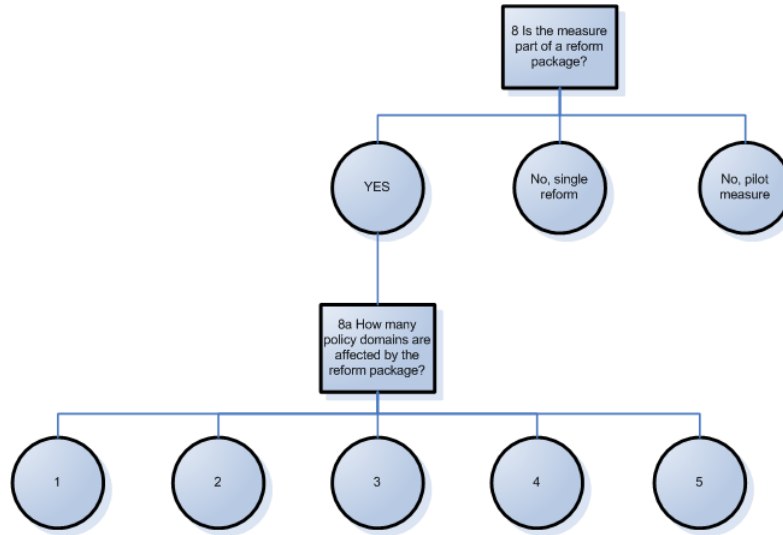 8 Is the measure
part of a reform
package?
YES
No, single
reform
No, pilot
measure
8a How many
policy domains are
affected by the
reform package?
1
2
3
4
5